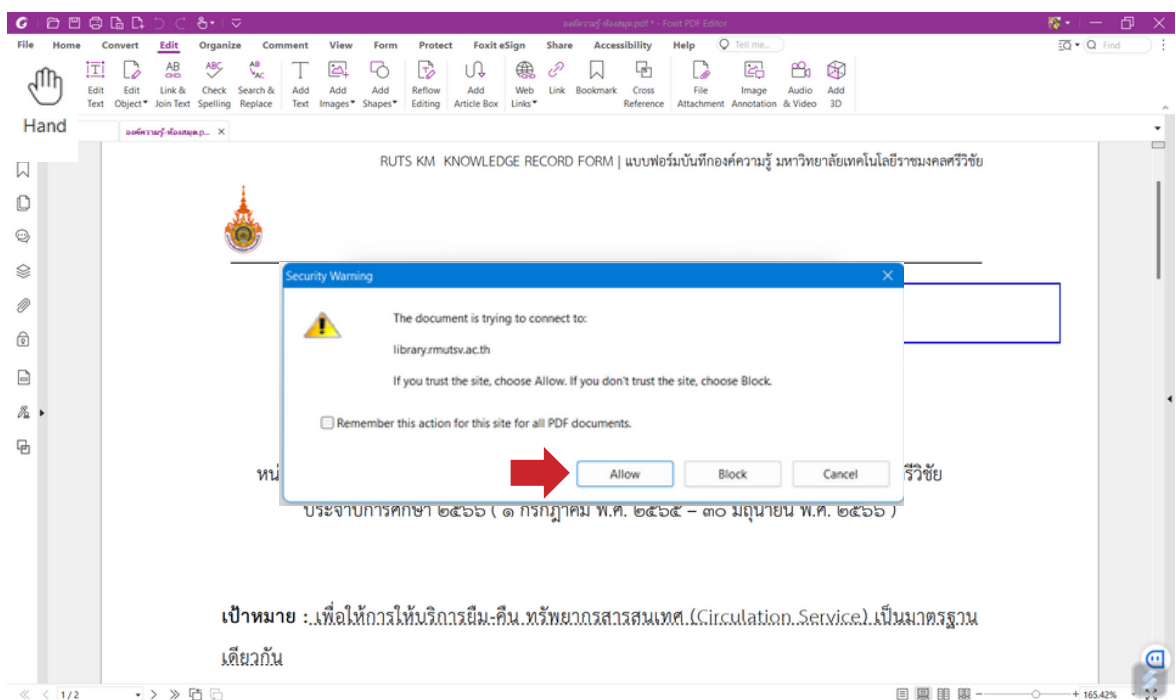 องค์ความรู้-ห้องสมุด.pdf * - Foxit PDF Editor
File Home Convert Edit Organize Comment View Form Protect Foxit eSign Share Accessibility Help Tell me... Find
Hand
Edit Text
Edit Object
Link & Join Text
Check Spelling
Search & Replace
Add Text
Add Images
Add Shapes
Reflow Editing
Add Article Box
Web Links
Link
Bookmark
Cross Reference
File Attachment
Image Annotation
Audio & Video
Add 3D
องค์ความรู้-ห้องสมุด.p...
RUTS KM KNOWLEDGE RECORD FORM | แบบฟอร์มบันทึกองค์ความรู้ มหาวิทยาลัยเทคโนโลยีราชมงคลศรีวิชัย
Security Warning
The document is trying to connect to:
library.rmutsv.ac.th
If you trust the site, choose Allow. If you don't trust the site, choose Block.
Remember this action for this site for all PDF documents.
Allow Block Cancel
หน่ รีวิชัย
ประจำปีการศึกษา ๒๕๖๖ ( ๑ กรกฎาคม พ.ศ. ๒๕๖๕ – ๓๐ มิถุนายน พ.ศ. ๒๕๖๖ )
เป้าหมาย : เพื่อให้การให้บริการยืม-คืน ทรัพยากรสารสนเทศ (Circulation Service) เป็นมาตรฐาน
เดียวกัน
1/2 165.42%